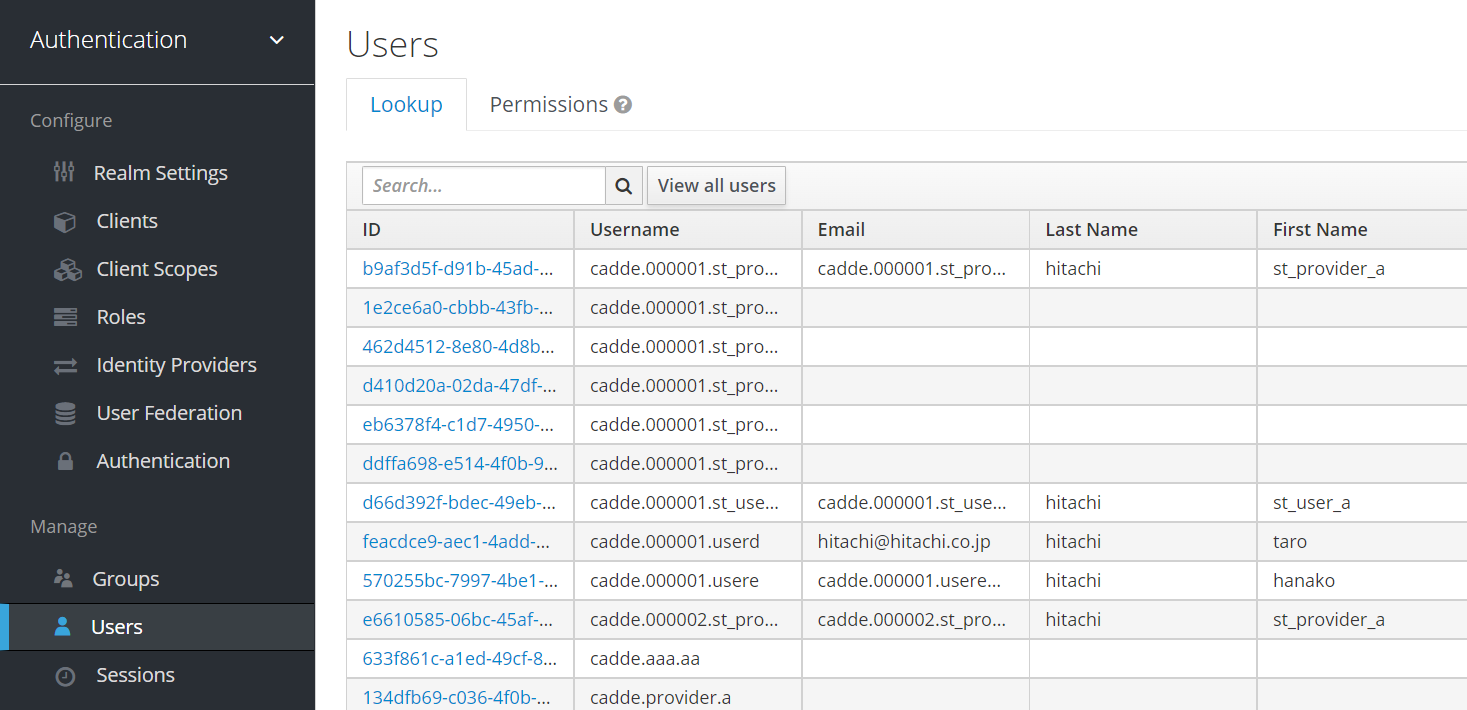 Authentication
Configure
Realm Settings
Clients
Client Scopes
Roles
Identity Providers
User Federation
Authentication
Manage
Groups
Users
Sessions
Users
Lookup Permissions ?
Search... View all users
ID Username Email Last Name First Name
b9af3d5f-d91b-45ad-... cadde.000001.st_pro... cadde.000001.st_pro... hitachi st_provider_a
1e2ce6a0-cbbb-43fb-... cadde.000001.st_pro...
462d4512-8e80-4d8b... cadde.000001.st_pro...
d410d20a-02da-47df-... cadde.000001.st_pro...
eb6378f4-c1d7-4950-... cadde.000001.st_pro...
ddffa698-e514-4f0b-9... cadde.000001.st_pro...
d66d392f-bdec-49eb-... cadde.000001.st_use... cadde.000001.st_use... hitachi st_user_a
feacdce9-aec1-4add-... cadde.000001.userd hitachi@hitachi.co.jp hitachi taro
570255bc-7997-4be1-... cadde.000001.usere cadde.000001.usere... hitachi hanako
e6610585-06bc-45af-... cadde.000002.st_pro... cadde.000002.st_pro... hitachi st_provider_a
633f861c-a1ed-49cf-8... cadde.aaa.aa
134dfb69-c036-4f0b-... cadde.provider.a